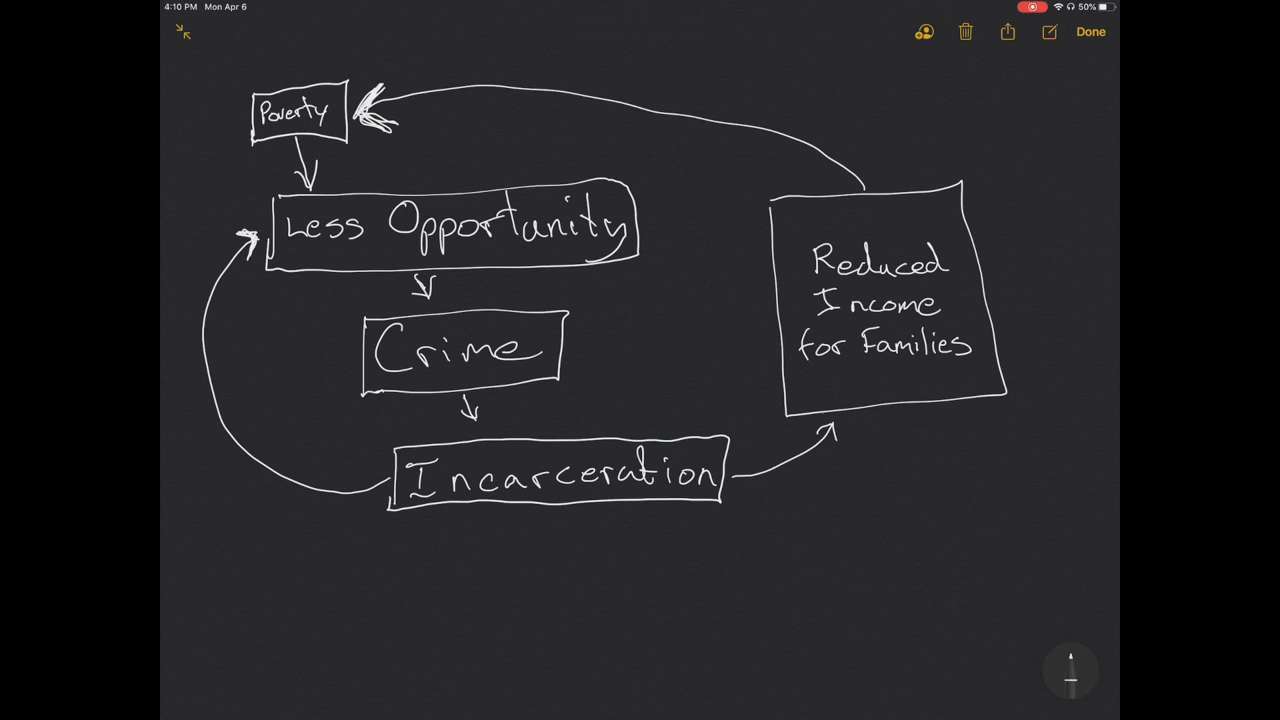 4:10 PM Mon Apr 6
50%
Done
Poverty
Less Opportunity
Crime
Incarceration
Reduced
Income
for Families